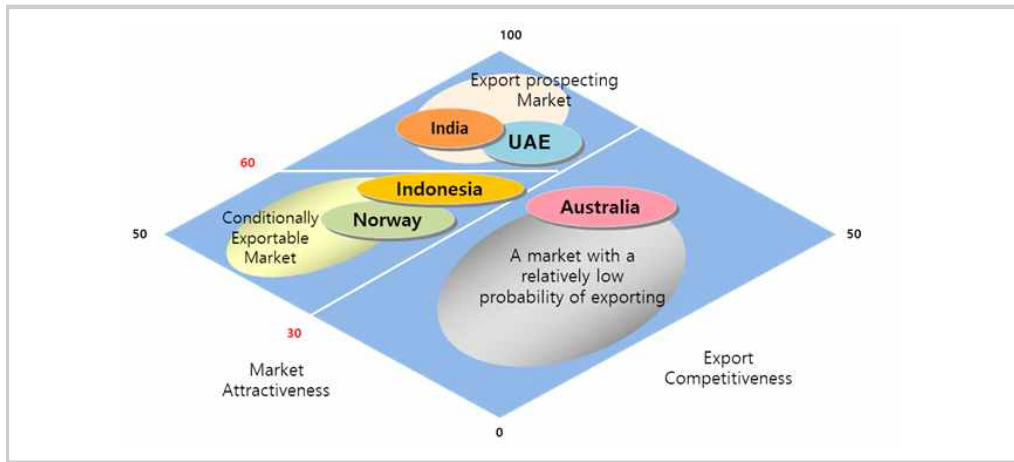 100
Export prospecting
Market
India
UAE
60
Indonesia
Conditionally
Exportable
Market
Norway
Australia
50
50
A market with a
relatively low
probability of exporting
30
Market
Attractiveness
Export
Competitiveness
0